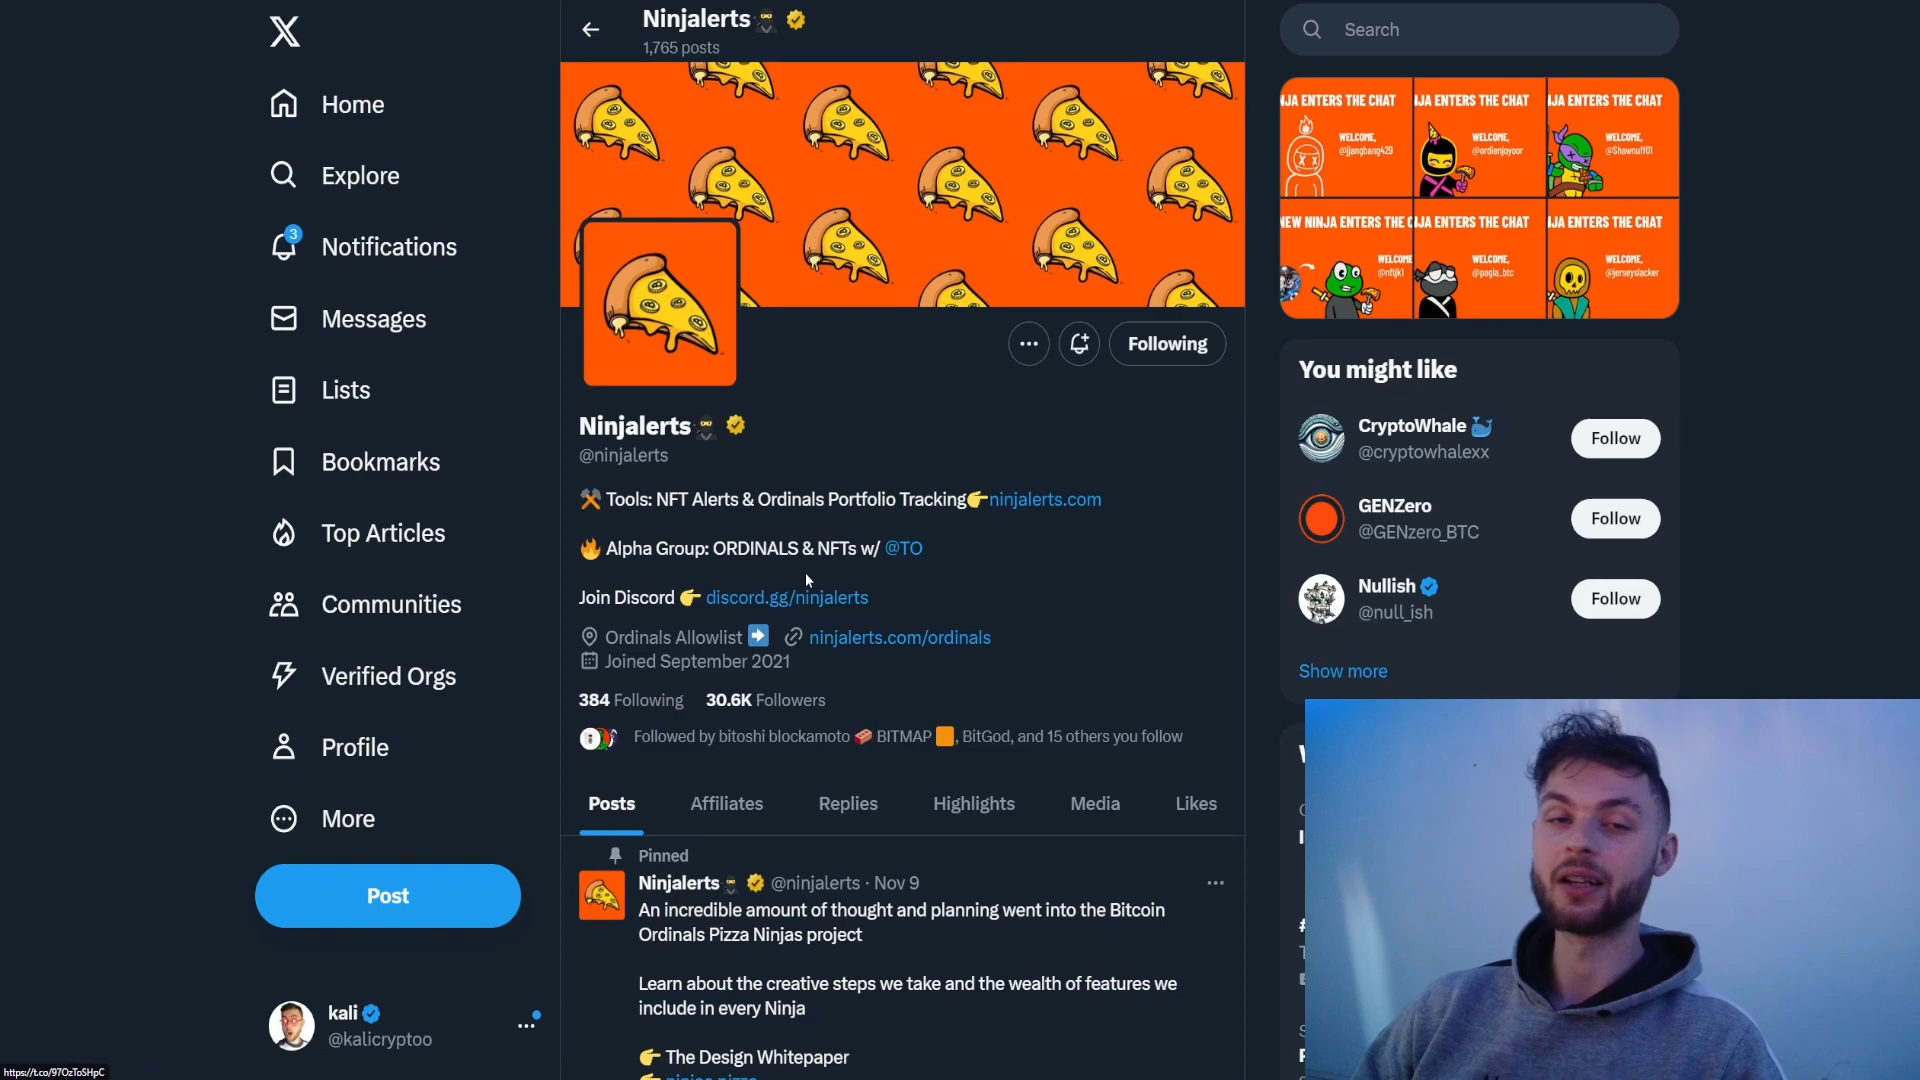 Home
Explore
3
Notifications
Messages
Lists
Bookmarks
Top Articles
Communities
Verified Orgs
Profile
More
Post
kali
@kalicryptoo
https://t.co/97OzToSHpC
Ninjalerts
1,765 posts
Following
Ninjalerts
@ninjalerts
Tools: NFT Alerts & Ordinals Portfolio Tracking ninjalerts.com
Alpha Group: ORDINALS & NFTs w/ @TO
Join Discord discord.gg/ninjalerts
Ordinals Allowlist ninjalerts.com/ordinals
Joined September 2021
384 Following 30.6K Followers
Followed by bitoshi blockamoto BITMAP , BitGod, and 15 others you follow
Posts Affiliates Replies Highlights Media Likes
Pinned
Ninjalerts @ninjalerts · Nov 9
An incredible amount of thought and planning went into the Bitcoin
Ordinals Pizza Ninjas project
Learn about the creative steps we take and the wealth of features we
include in every Ninja
The Design Whitepaper
Search
NJA ENTERS THE CHAT
WELCOME,
@jjangbang429
NJA ENTERS THE CHAT
WELCOME,
@ordienjoyoor
NJA ENTERS THE CHAT
WELCOME,
@Shawnuff01
NEW NINJA ENTERS THE C
WELCOME
@nftjk1
NJA ENTERS THE CHAT
WELCOME,
@pagla_btc
NJA ENTERS THE CHAT
WELCOME,
@jerseyslacker
You might like
CryptoWhale
@cryptowhalexx
Follow
GENZero
@GENzero_BTC
Follow
Nullish
@null_ish
Follow
Show more